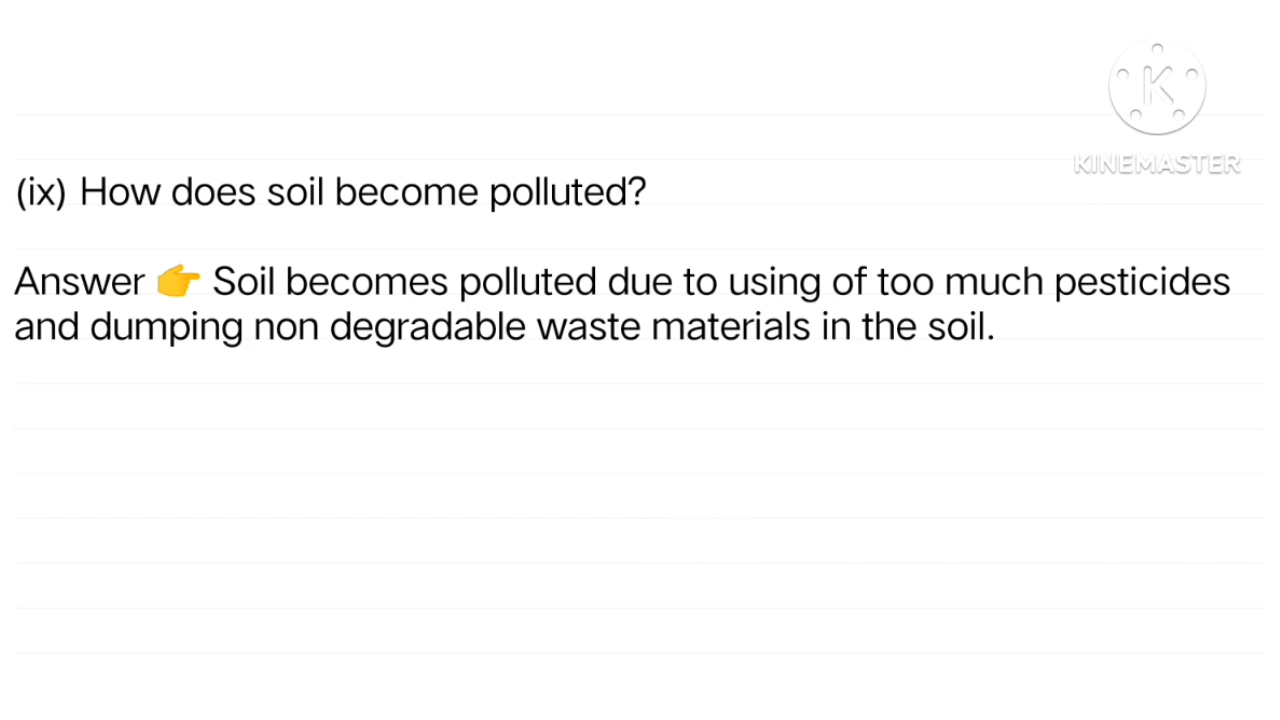 KINEMASTER
(ix) How does soil become polluted?
Answer 👉 Soil becomes polluted due to using of too much pesticides
and dumping non degradable waste materials in the soil.